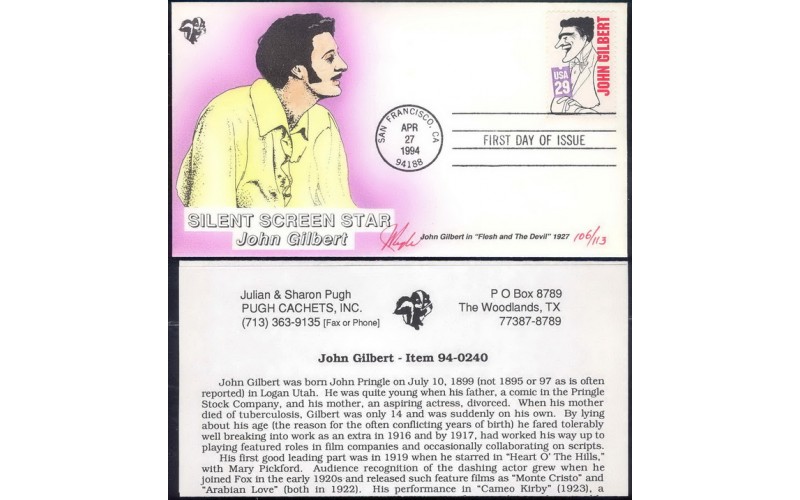 JOHN GILBERT
USA
29
SAN FRANCISCO, CA
APR
27
1994
94188
FIRST DAY OF ISSUE
SILENT SCREEN STAR
John Gilbert
John Gilbert in "Flesh and The Devil" 1927
106/113
Julian & Sharon Pugh
PUGH CACHETS, INC.
(713) 363-9135 [Fax or Phone]
P O Box 8789
The Woodlands, TX
77387-8789
John Gilbert - Item 94-0240
John Gilbert was born John Pringle on July 10, 1899 (not 1895 or 97 as is often
reported) in Logan Utah. He was quite young when his father, a comic in the Pringle
Stock Company, and his mother, an aspiring actress, divorced. When his mother
died of tuberculosis, Gilbert was only 14 and was suddenly on his own. By lying
about his age (the reason for the often conflicting years of birth) he fared tolerably
well breaking into work as an extra in 1916 and by 1917, had worked his way up to
playing featured roles in film companies and occasionally collaborating on scripts.
His first good leading part was in 1919 when he starred in "Heart O' The Hills,"
with Mary Pickford. Audience recognition of the dashing actor grew when he
joined Fox in the early 1920s and released such feature films as "Monte Cristo" and
"Arabian Love" (both in 1922). His performance in "Cameo Kirby" (1923), a